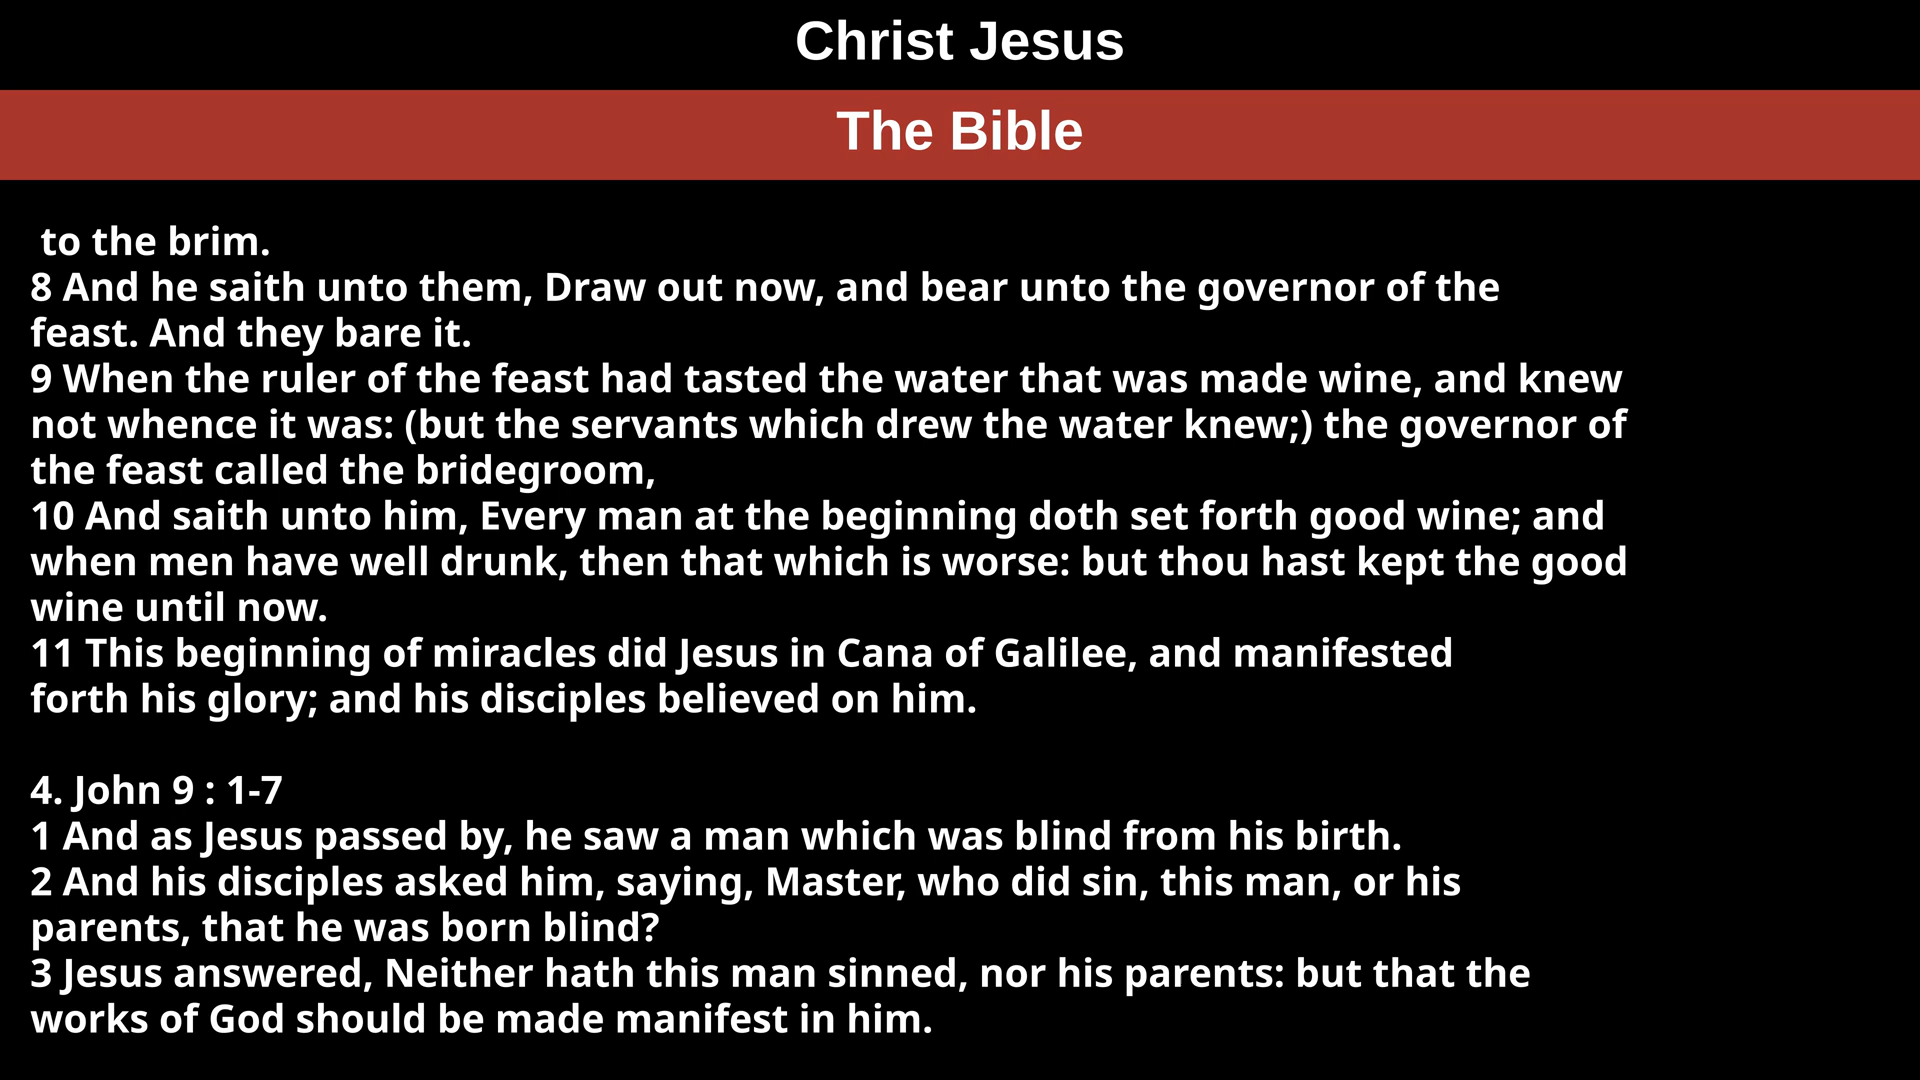 Christ Jesus
The Bible
to the brim.
8 And he saith unto them, Draw out now, and bear unto the governor of the
feast. And they bare it.
9 When the ruler of the feast had tasted the water that was made wine, and knew
not whence it was: (but the servants which drew the water knew;) the governor of
the feast called the bridegroom,
10 And saith unto him, Every man at the beginning doth set forth good wine; and
when men have well drunk, then that which is worse: but thou hast kept the good
wine until now.
11 This beginning of miracles did Jesus in Cana of Galilee, and manifested
forth his glory; and his disciples believed on him.
4. John 9 : 1-7
1 And as Jesus passed by, he saw a man which was blind from his birth.
2 And his disciples asked him, saying, Master, who did sin, this man, or his
parents, that he was born blind?
3 Jesus answered, Neither hath this man sinned, nor his parents: but that the
works of God should be made manifest in him.